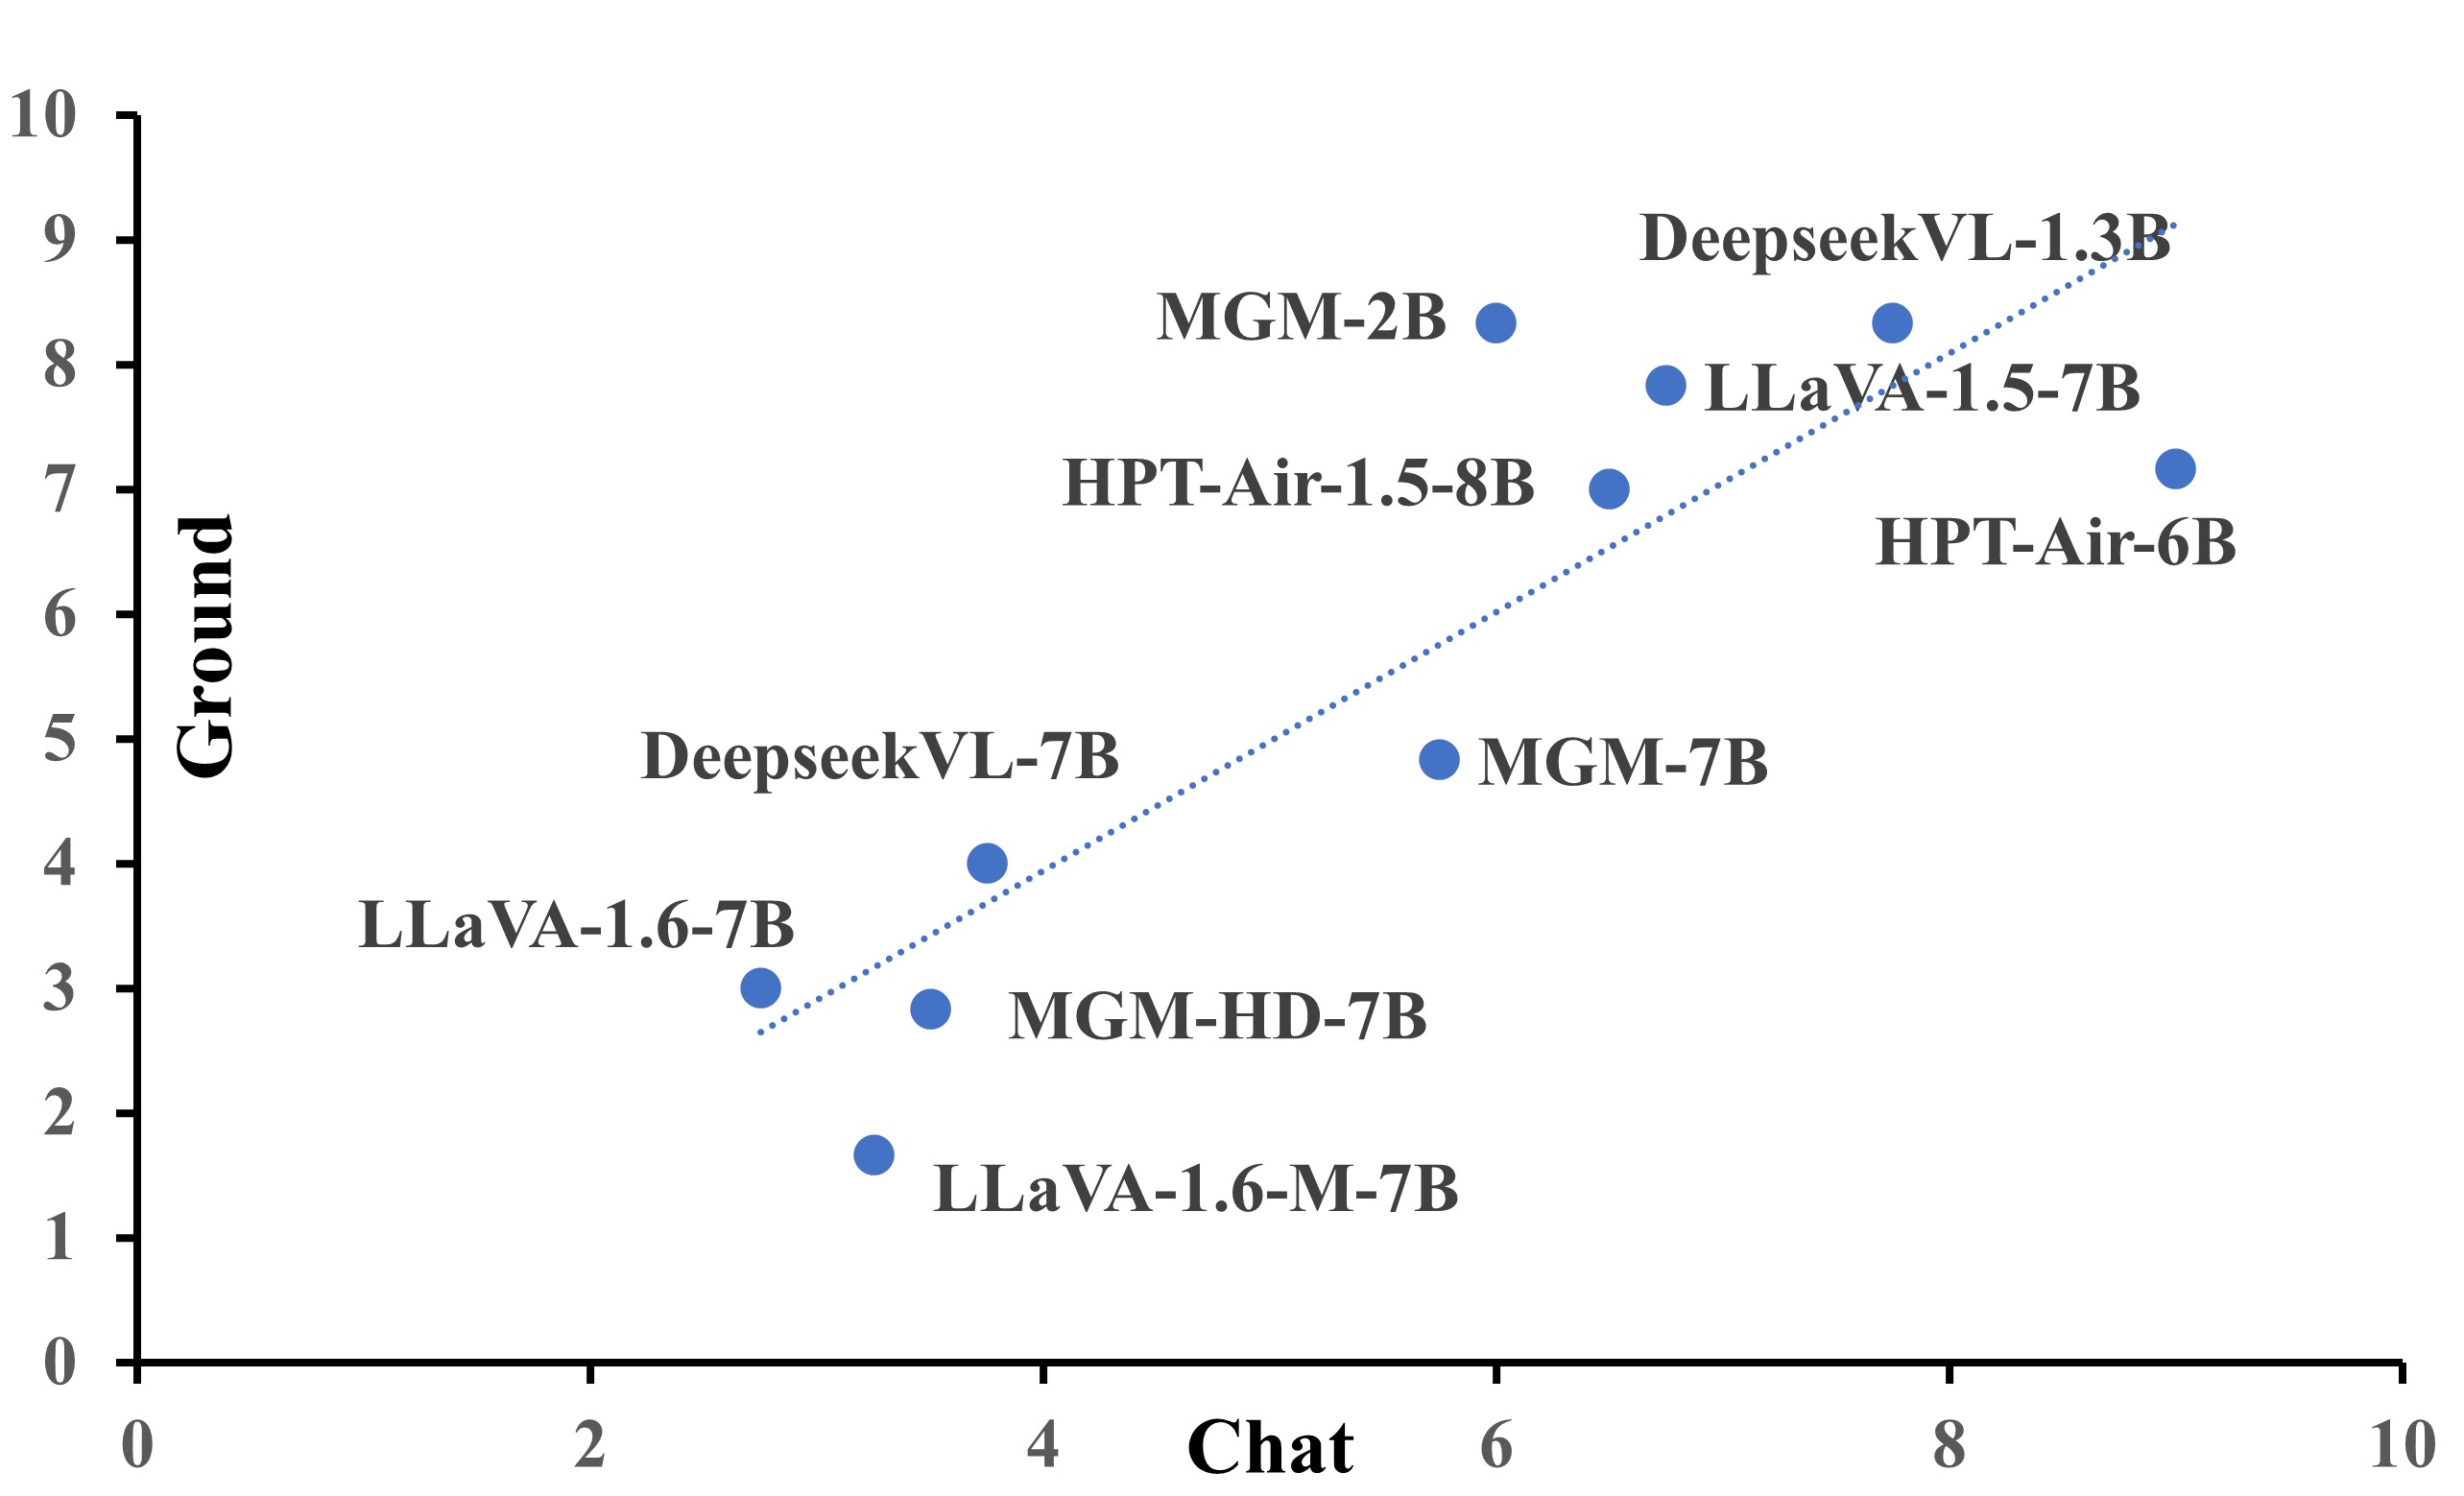 10
9
8
7
6
5
4
3
2
1
0
Ground
DeepseekVL-1.3B
MGM-2B
LLaVA-1.5-7B
HPT-Air-1.5-8B
HPT-Air-6B
DeepseekVL-7B
MGM-7B
LLaVA-1.6-7B
MGM-HD-7B
LLaVA-1.6-M-7B
0 2 4 6 8 10
Chat